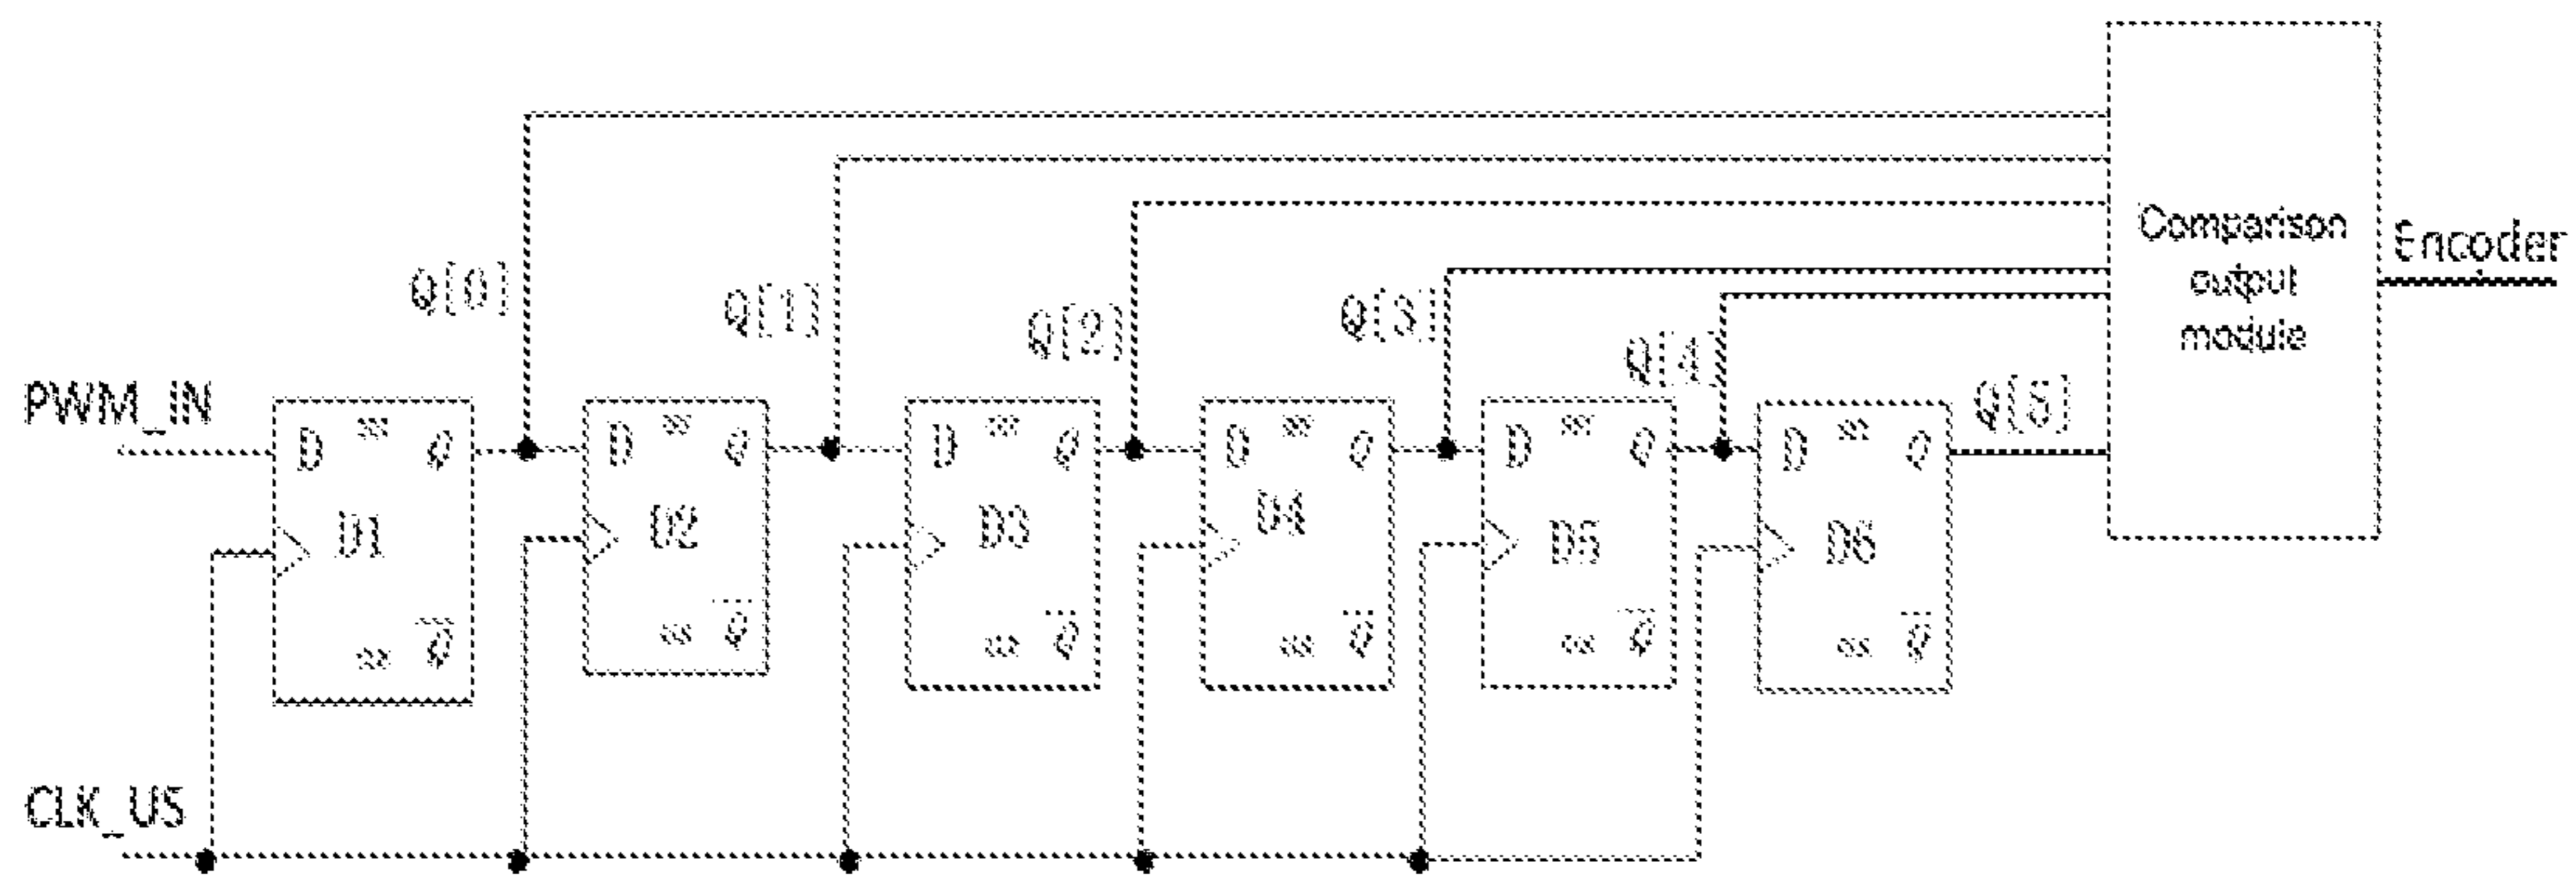 Comparison
output
module
Encoder
Q[0]
Q[1]
Q[2]
Q[3]
Q[4]
Q[5]
PWM_IN
D Q
D Q
D Q
D Q
D Q
D Q
D1
D2
D3
D4
D5
D6
Q
Q
Q
Q
Q
Q
CLK_US